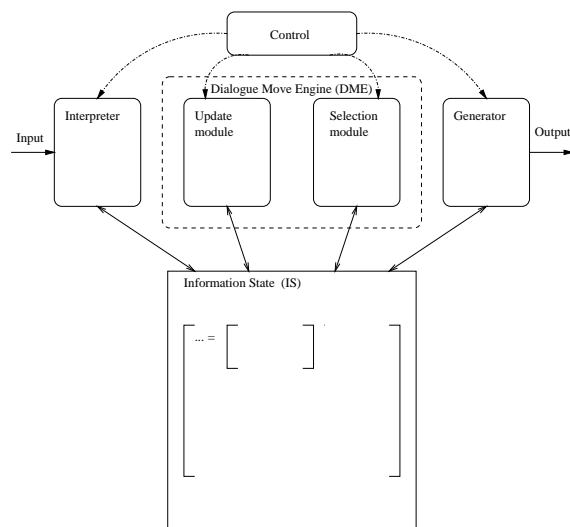 Control
Dialogue Move Engine (DME)
Interpreter
Update
module
Selection
module
Generator
Input
Output
Information State (IS)
... =